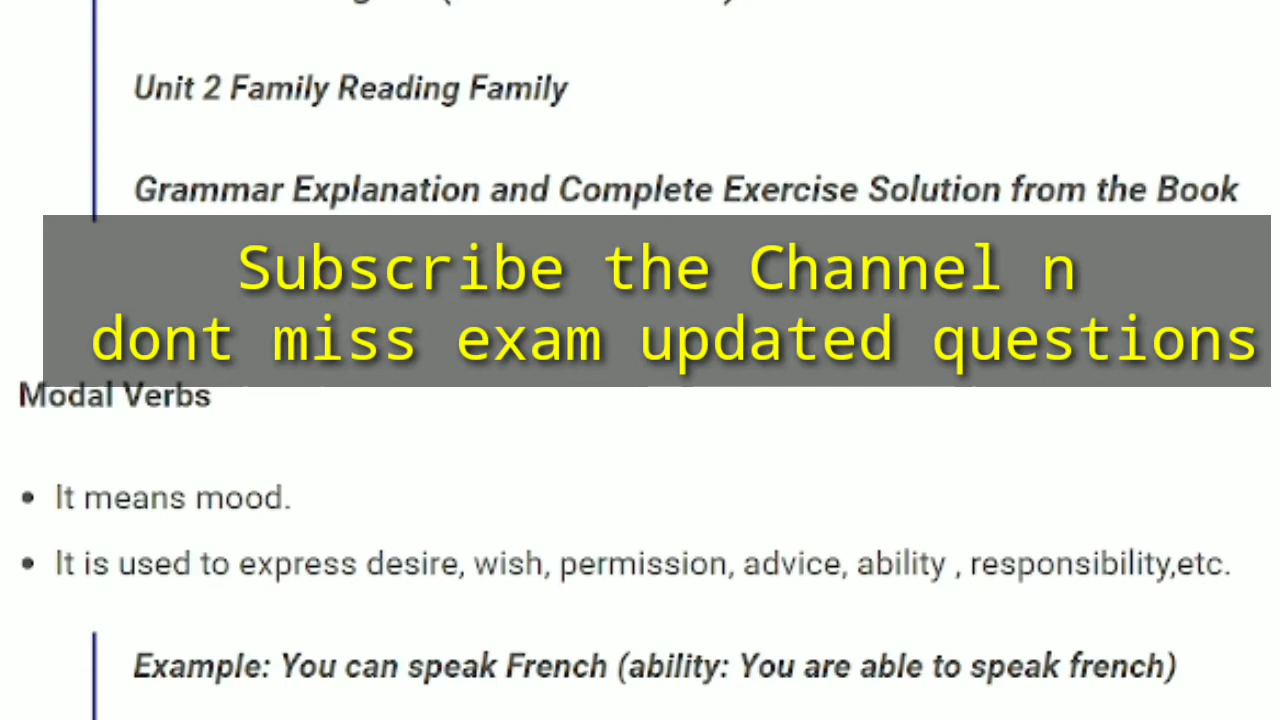 Unit 2 Family Reading Family
Grammar Explanation and Complete Exercise Solution from the Book
Subscribe the Channel n
dont miss exam updated questions
Modal Verbs
• It means mood.
• It is used to express desire, wish, permission, advice, ability , responsibility,etc.
Example: You can speak French (ability: You are able to speak french)